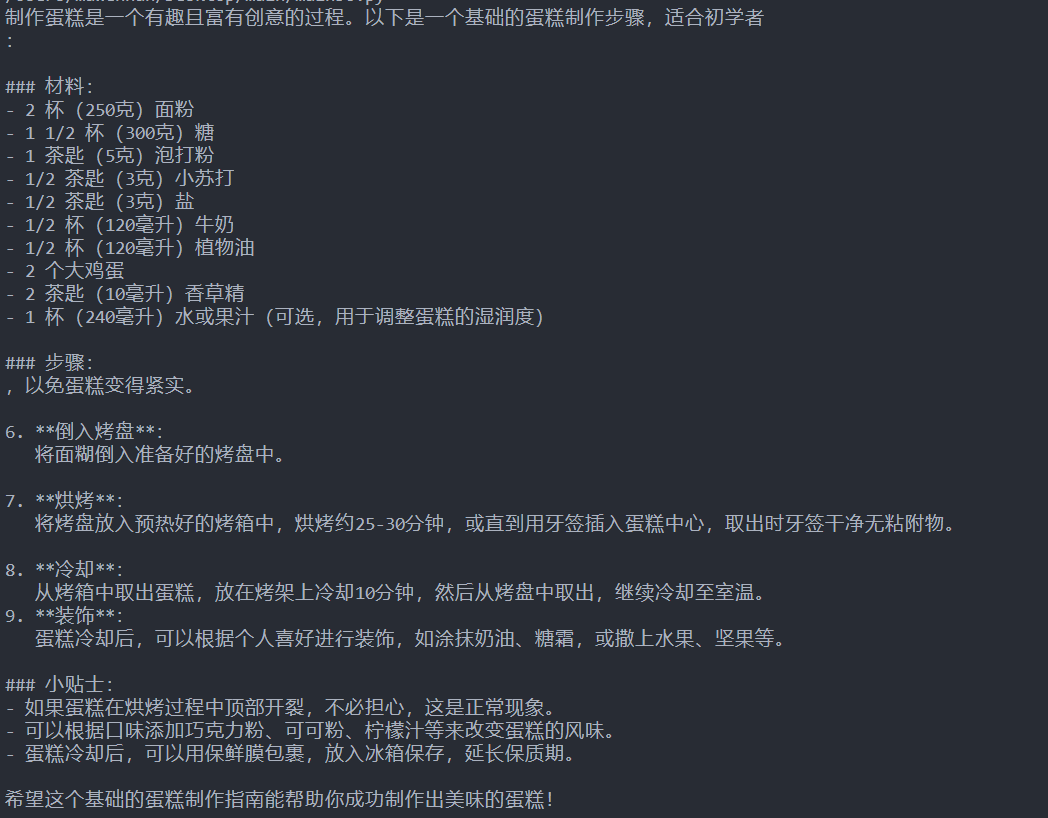 制作蛋糕是一个有趣且富有创意的过程。以下是一个基础的蛋糕制作步骤，适合初学者
：
### 材料：
- 2 杯（250克）面粉
- 1 1/2 杯（300克）糖
- 1 茶匙（5克）泡打粉
- 1/2 茶匙（3克）小苏打
- 1/2 茶匙（3克）盐
- 1/2 杯（120毫升）牛奶
- 1/2 杯（120毫升）植物油
- 2 个大鸡蛋
- 2 茶匙（10毫升）香草精
- 1 杯（240毫升）水或果汁（可选，用于调整蛋糕的湿润度）
### 步骤：
，以免蛋糕变得紧实。
6. **倒入烤盘**：
将面糊倒入准备好的烤盘中。
7. **烘烤**：
将烤盘放入预热好的烤箱中，烘烤约25-30分钟，或直到用牙签插入蛋糕中心，取出时牙签干净无粘附物。
8. **冷却**：
从烤箱中取出蛋糕，放在烤架上冷却10分钟，然后从烤盘中取出，继续冷却至室温。
9. **装饰**：
蛋糕冷却后，可以根据个人喜好进行装饰，如涂抹奶油、糖霜，或撒上水果、坚果等。
### 小贴士：
- 如果蛋糕在烘烤过程中顶部开裂，不必担心，这是正常现象。
- 可以根据口味添加巧克力粉、可可粉、柠檬汁等来改变蛋糕的风味。
- 蛋糕冷却后，可以用保鲜膜包裹，放入冰箱保存，延长保质期。
希望这个基础的蛋糕制作指南能帮助你成功制作出美味的蛋糕！